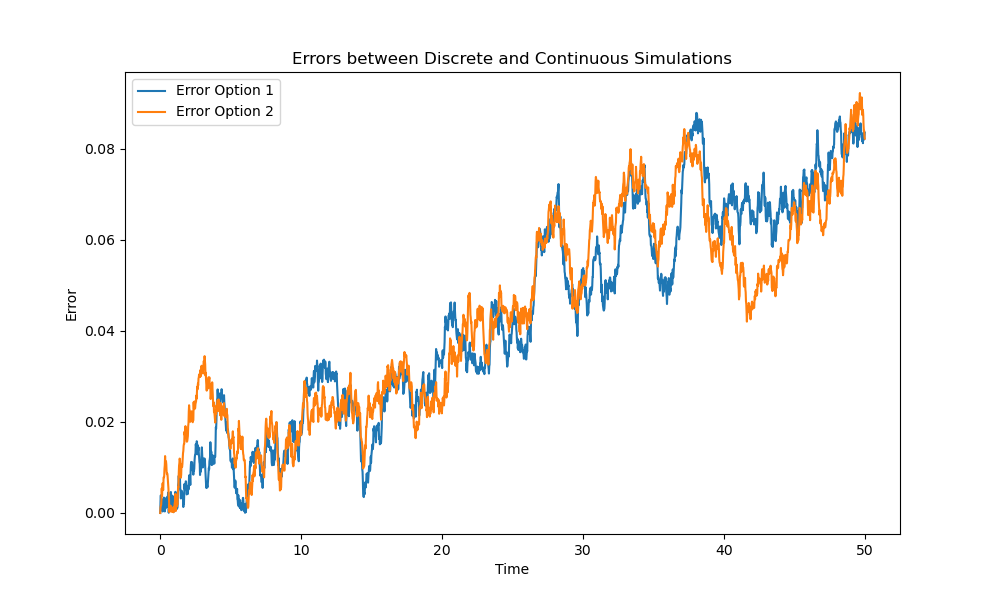 Errors between Discrete and Continuous Simulations
Error Option 1
Error Option 2
0.08
0.06
0.04
0.02
0.00
Error
0 10 20 30 40 50
Time